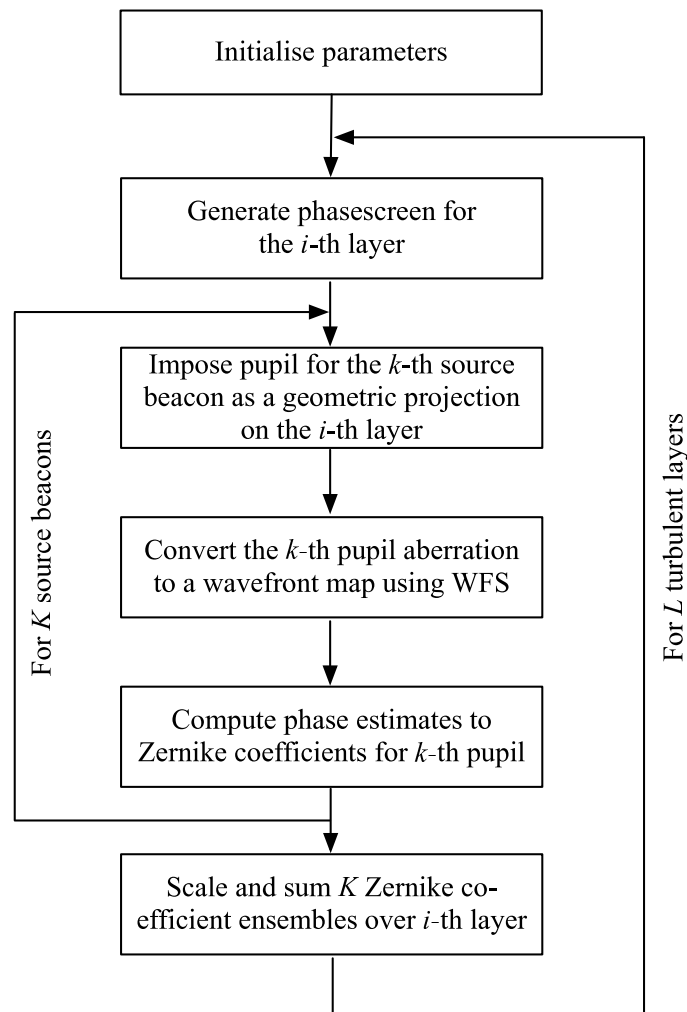 Initialise parameters
Generate phasescreen for
the i-th layer
Impose pupil for the k-th source
beacon as a geometric projection
on the i-th layer
Convert the k-th pupil aberration
to a wavefront map using WFS
Compute phase estimates to
Zernike coefficients for k-th pupil
Scale and sum K Zernike co-
efficient ensembles over i-th layer
For K source beacons
For L turbulent layers